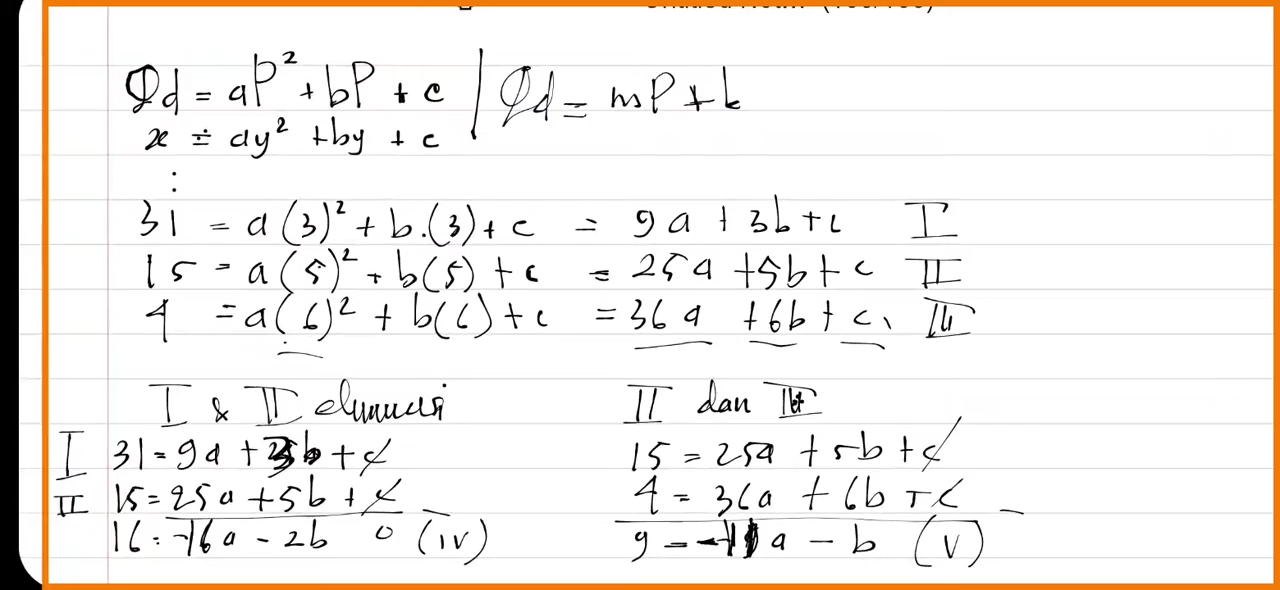 Qd = aP² + bP + c | Qd = mP + k
x = ay² + by + c
:
31 = a(3)² + b.(3) + c = 9a + 3b + c I
15 = a(5)² + b(5) + c = 25a + 5b + c II
4 = a(6)² + b(6) + c = 36a + 6b + c, III
I & II eliminasi
I 31 = 9a + 3b + c
II 15 = 25a + 5b + c
16 = -16a - 2b 0 (iv)
II dan III
15 = 25a + 5b + c
4 = 36a + 6b + c -
9 = -11a - b (V)